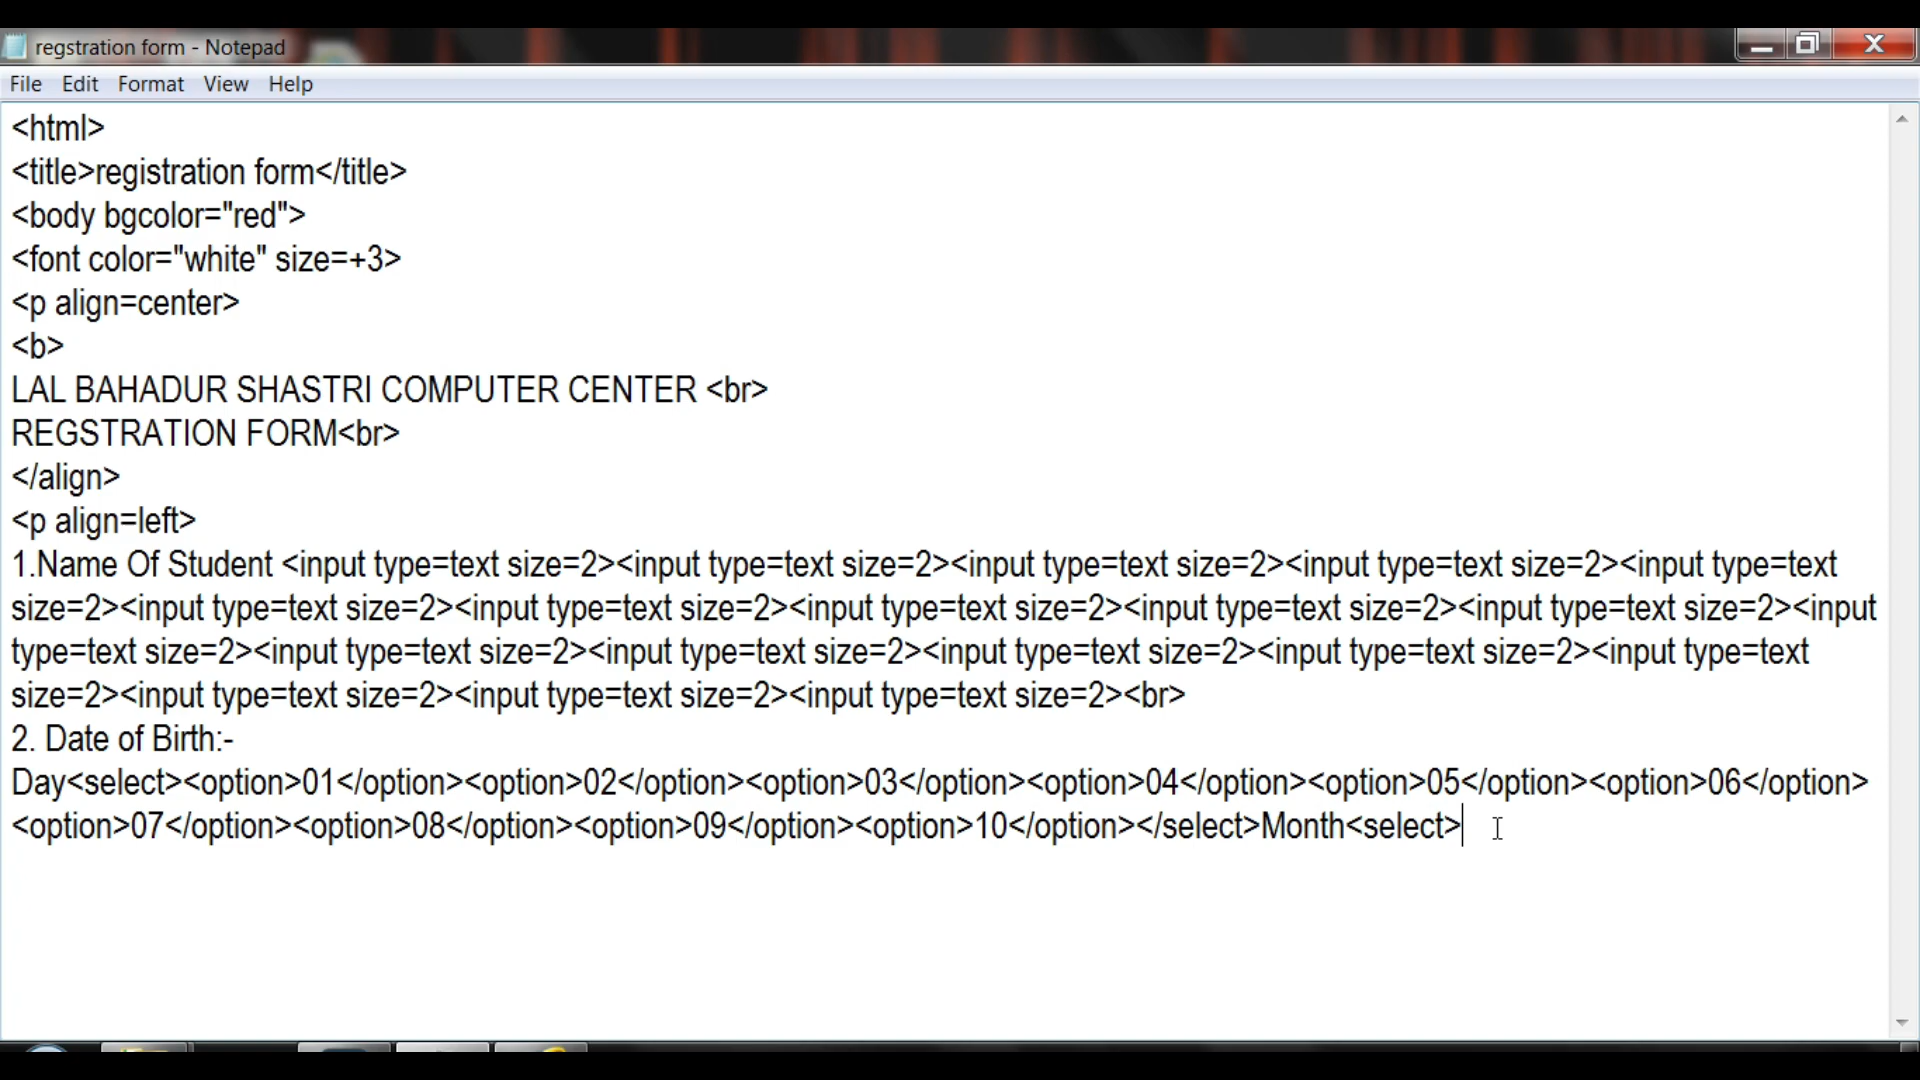 regstration form - Notepad
File Edit Format View Help
<html>
<title>registration form</title>
<body bgcolor="red">
<font color="white" size=+3>
<p align=center>
<b>
LAL BAHADUR SHASTRI COMPUTER CENTER <br>
REGSTRATION FORM<br>
</align>
<p align=left>
1.Name Of Student <input type=text size=2><input type=text size=2><input type=text size=2><input type=text size=2><input type=text
size=2><input type=text size=2><input type=text size=2><input type=text size=2><input type=text size=2><input type=text size=2><input
type=text size=2><input type=text size=2><input type=text size=2><input type=text size=2><input type=text size=2><input type=text
size=2><input type=text size=2><input type=text size=2><input type=text size=2><br>
2. Date of Birth:-
Day<select><option>01</option><option>02</option><option>03</option><option>04</option><option>05</option><option>06</option>
<option>07</option><option>08</option><option>09</option><option>10</option></select>Month<select>